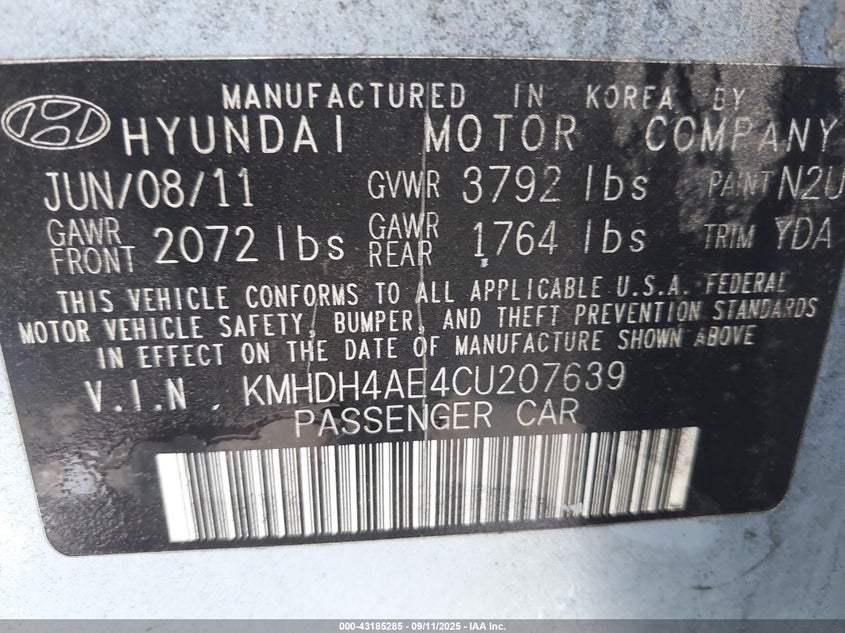 MANUFACTURED IN KOREA BY
HYUNDAI MOTOR COMPANY
JUN/08/11 GVWR 3792 lbs PAINT N2U
GAWR FRONT 2072 lbs GAWR REAR 1764 lbs TRIM YDA
THIS VEHICLE CONFORMS TO ALL APPLICABLE U.S.A. FEDERAL
MOTOR VEHICLE SAFETY, BUMPER, AND THEFT PREVENTION STANDARDS
IN EFFECT ON THE DATE OF MANUFACTURE SHOWN ABOVE
V.I.N. KMHDH4AE4CU207639
PASSENGER CAR
000-43185285 - 09/11/2025 - IAA Inc.